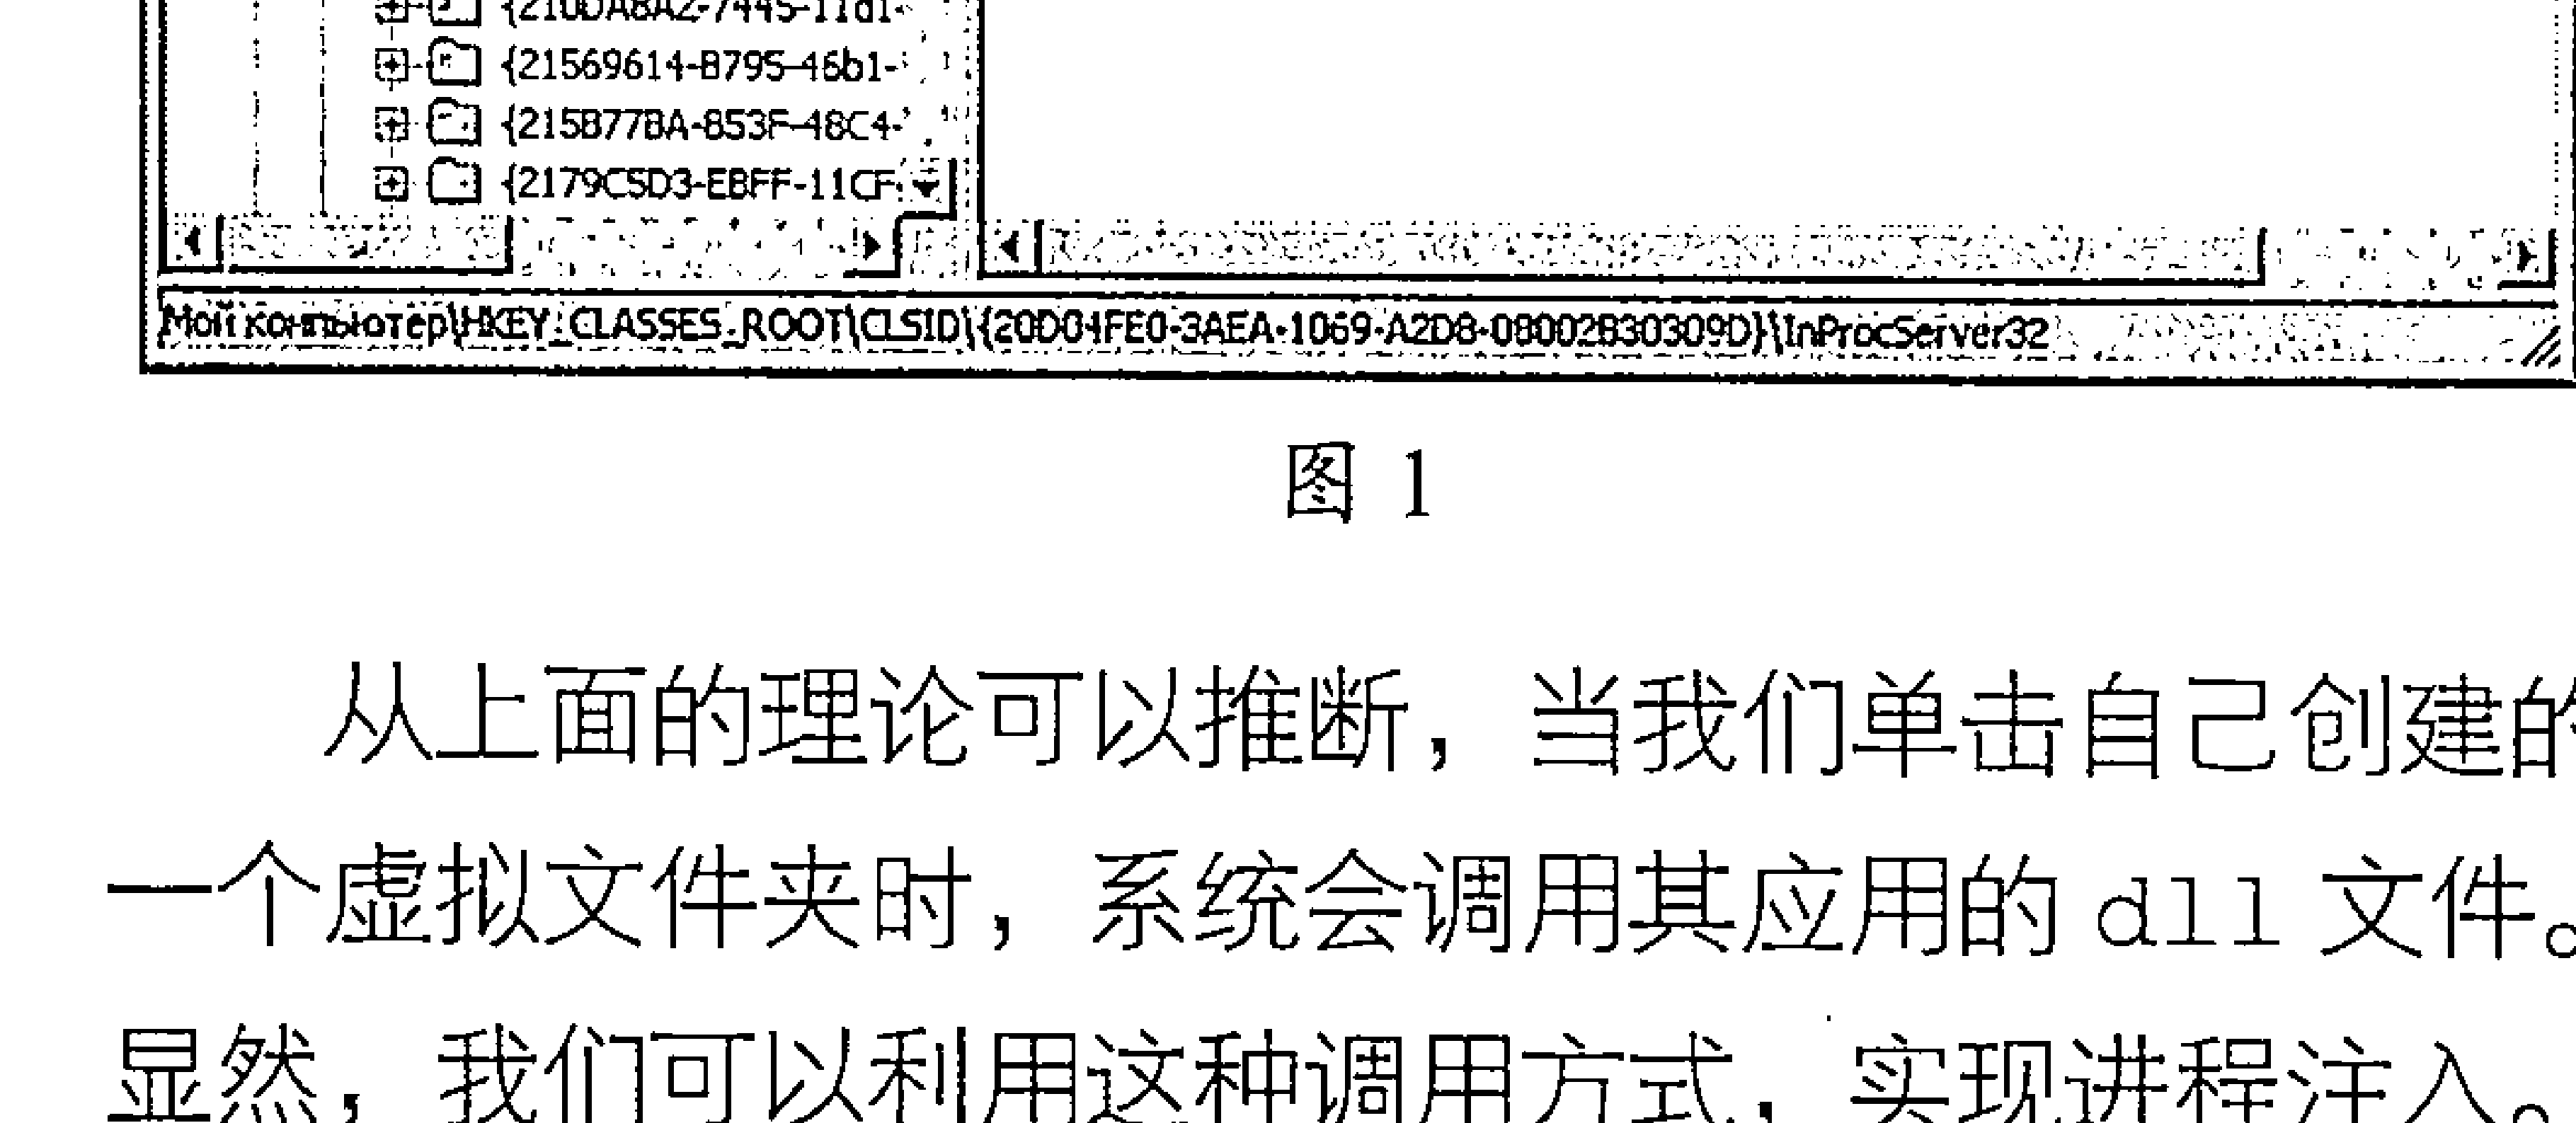 {210DA8A2-7445-11d1-
{21569614-B795-46b1-
{215B77BA-853F-48C4-
{2179C5D3-EBFF-11CF-
Мой компьютер\HKEY_CLASSES_ROOT\CLSID\{20D04FE0-3AEA-1069-A2D8-08002B30309D}\InProcServer32
图 1
从上面的理论可以推断，当我们单击自己创建的
一个虚拟文件夹时，系统会调用其应用的 dll 文件。
显然，我们可以利用这种调用方式，实现进程注入。